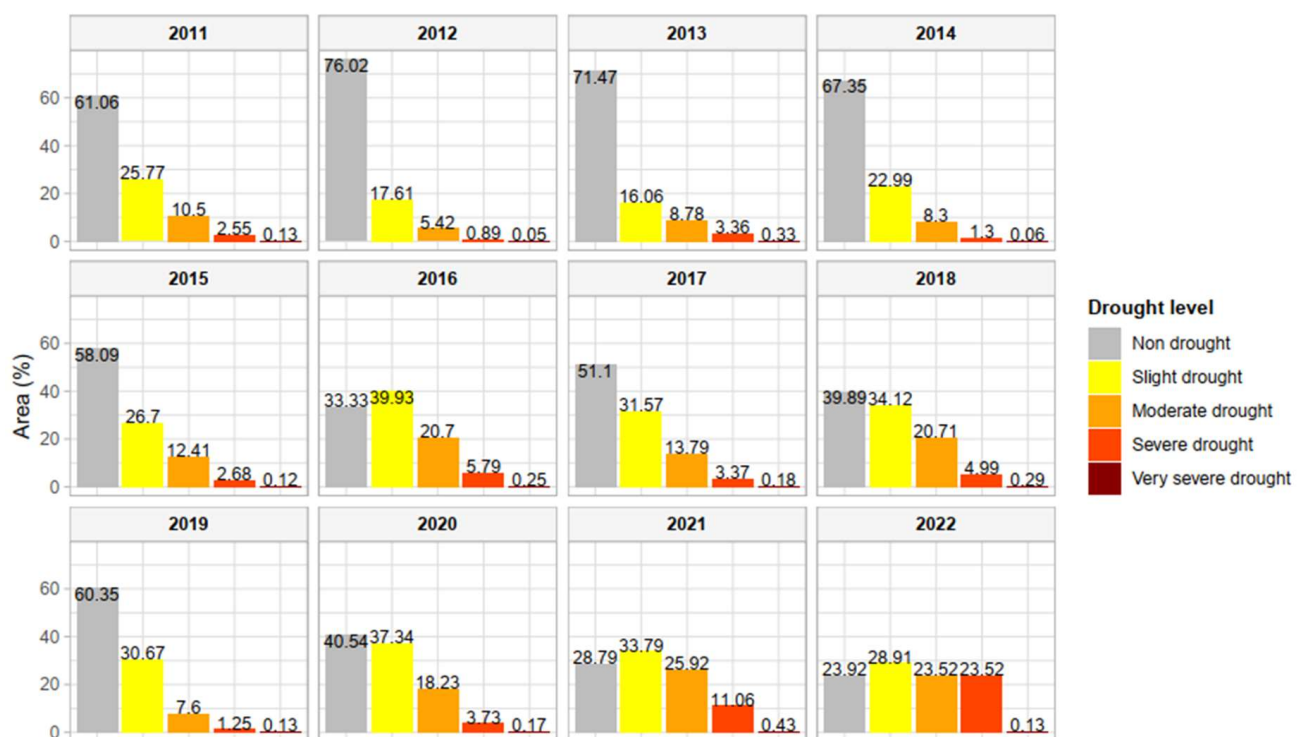 2011 2012 2013 2014
60
40
20
0
61.06 25.77 10.5 2.55 0.13
76.02 17.61 5.42 0.89 0.05
71.47 16.06 8.78 3.36 0.33
67.35 22.99 8.3 1.3 0.06
2015 2016 2017 2018
60
40
20
0
58.09 26.7 12.41 2.68 0.12
33.33 39.93 20.7 5.79 0.25
51.1 31.57 13.79 3.37 0.18
39.89 34.12 20.71 4.99 0.29
2019 2020 2021 2022
60
40
20
0
60.35 30.67 7.6 1.25 0.13
40.54 37.34 18.23 3.73 0.17
28.79 33.79 25.92 11.06 0.43
23.92 28.91 23.52 23.52 0.13
Area (%)
Drought level
Non drought
Slight drought
Moderate drought
Severe drought
Very severe drought